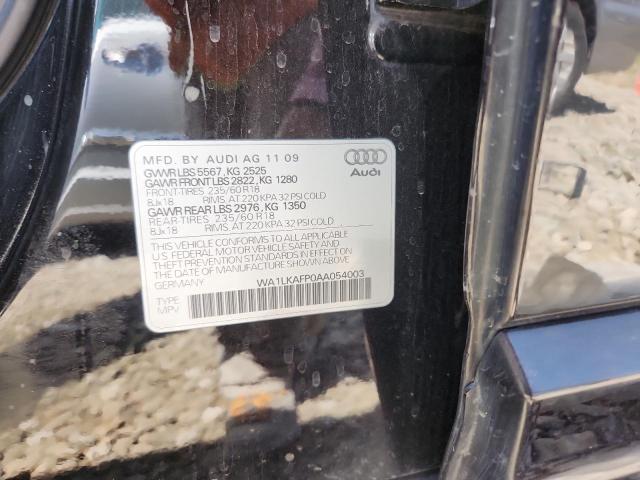 MFD. BY AUDI AG 11 09
GVWR LBS 5567, KG 2525
GAWR FRONT LBS 2822, KG 1280
FRONT-TIRES 235/60 R18
8Jx18 RIMS AT 220 KPA 32 PSI COLD
GAWR REAR LBS 2976, KG 1350
REAR-TIRES 235/60 R18
8Jx18 RIMS AT 220 KPA 32 PSI COLD
THIS VEHICLE CONFORMS TO ALL APPLICABLE
U.S. FEDERAL MOTOR VEHICLE SAFETY AND
THEFT PREVENTION STANDARDS IN EFFECT ON
THE DATE OF MANUFACTURE SHOWN ABOVE
GERMANY WA1LKAFP0AA054003
TYPE
MPV
Audi